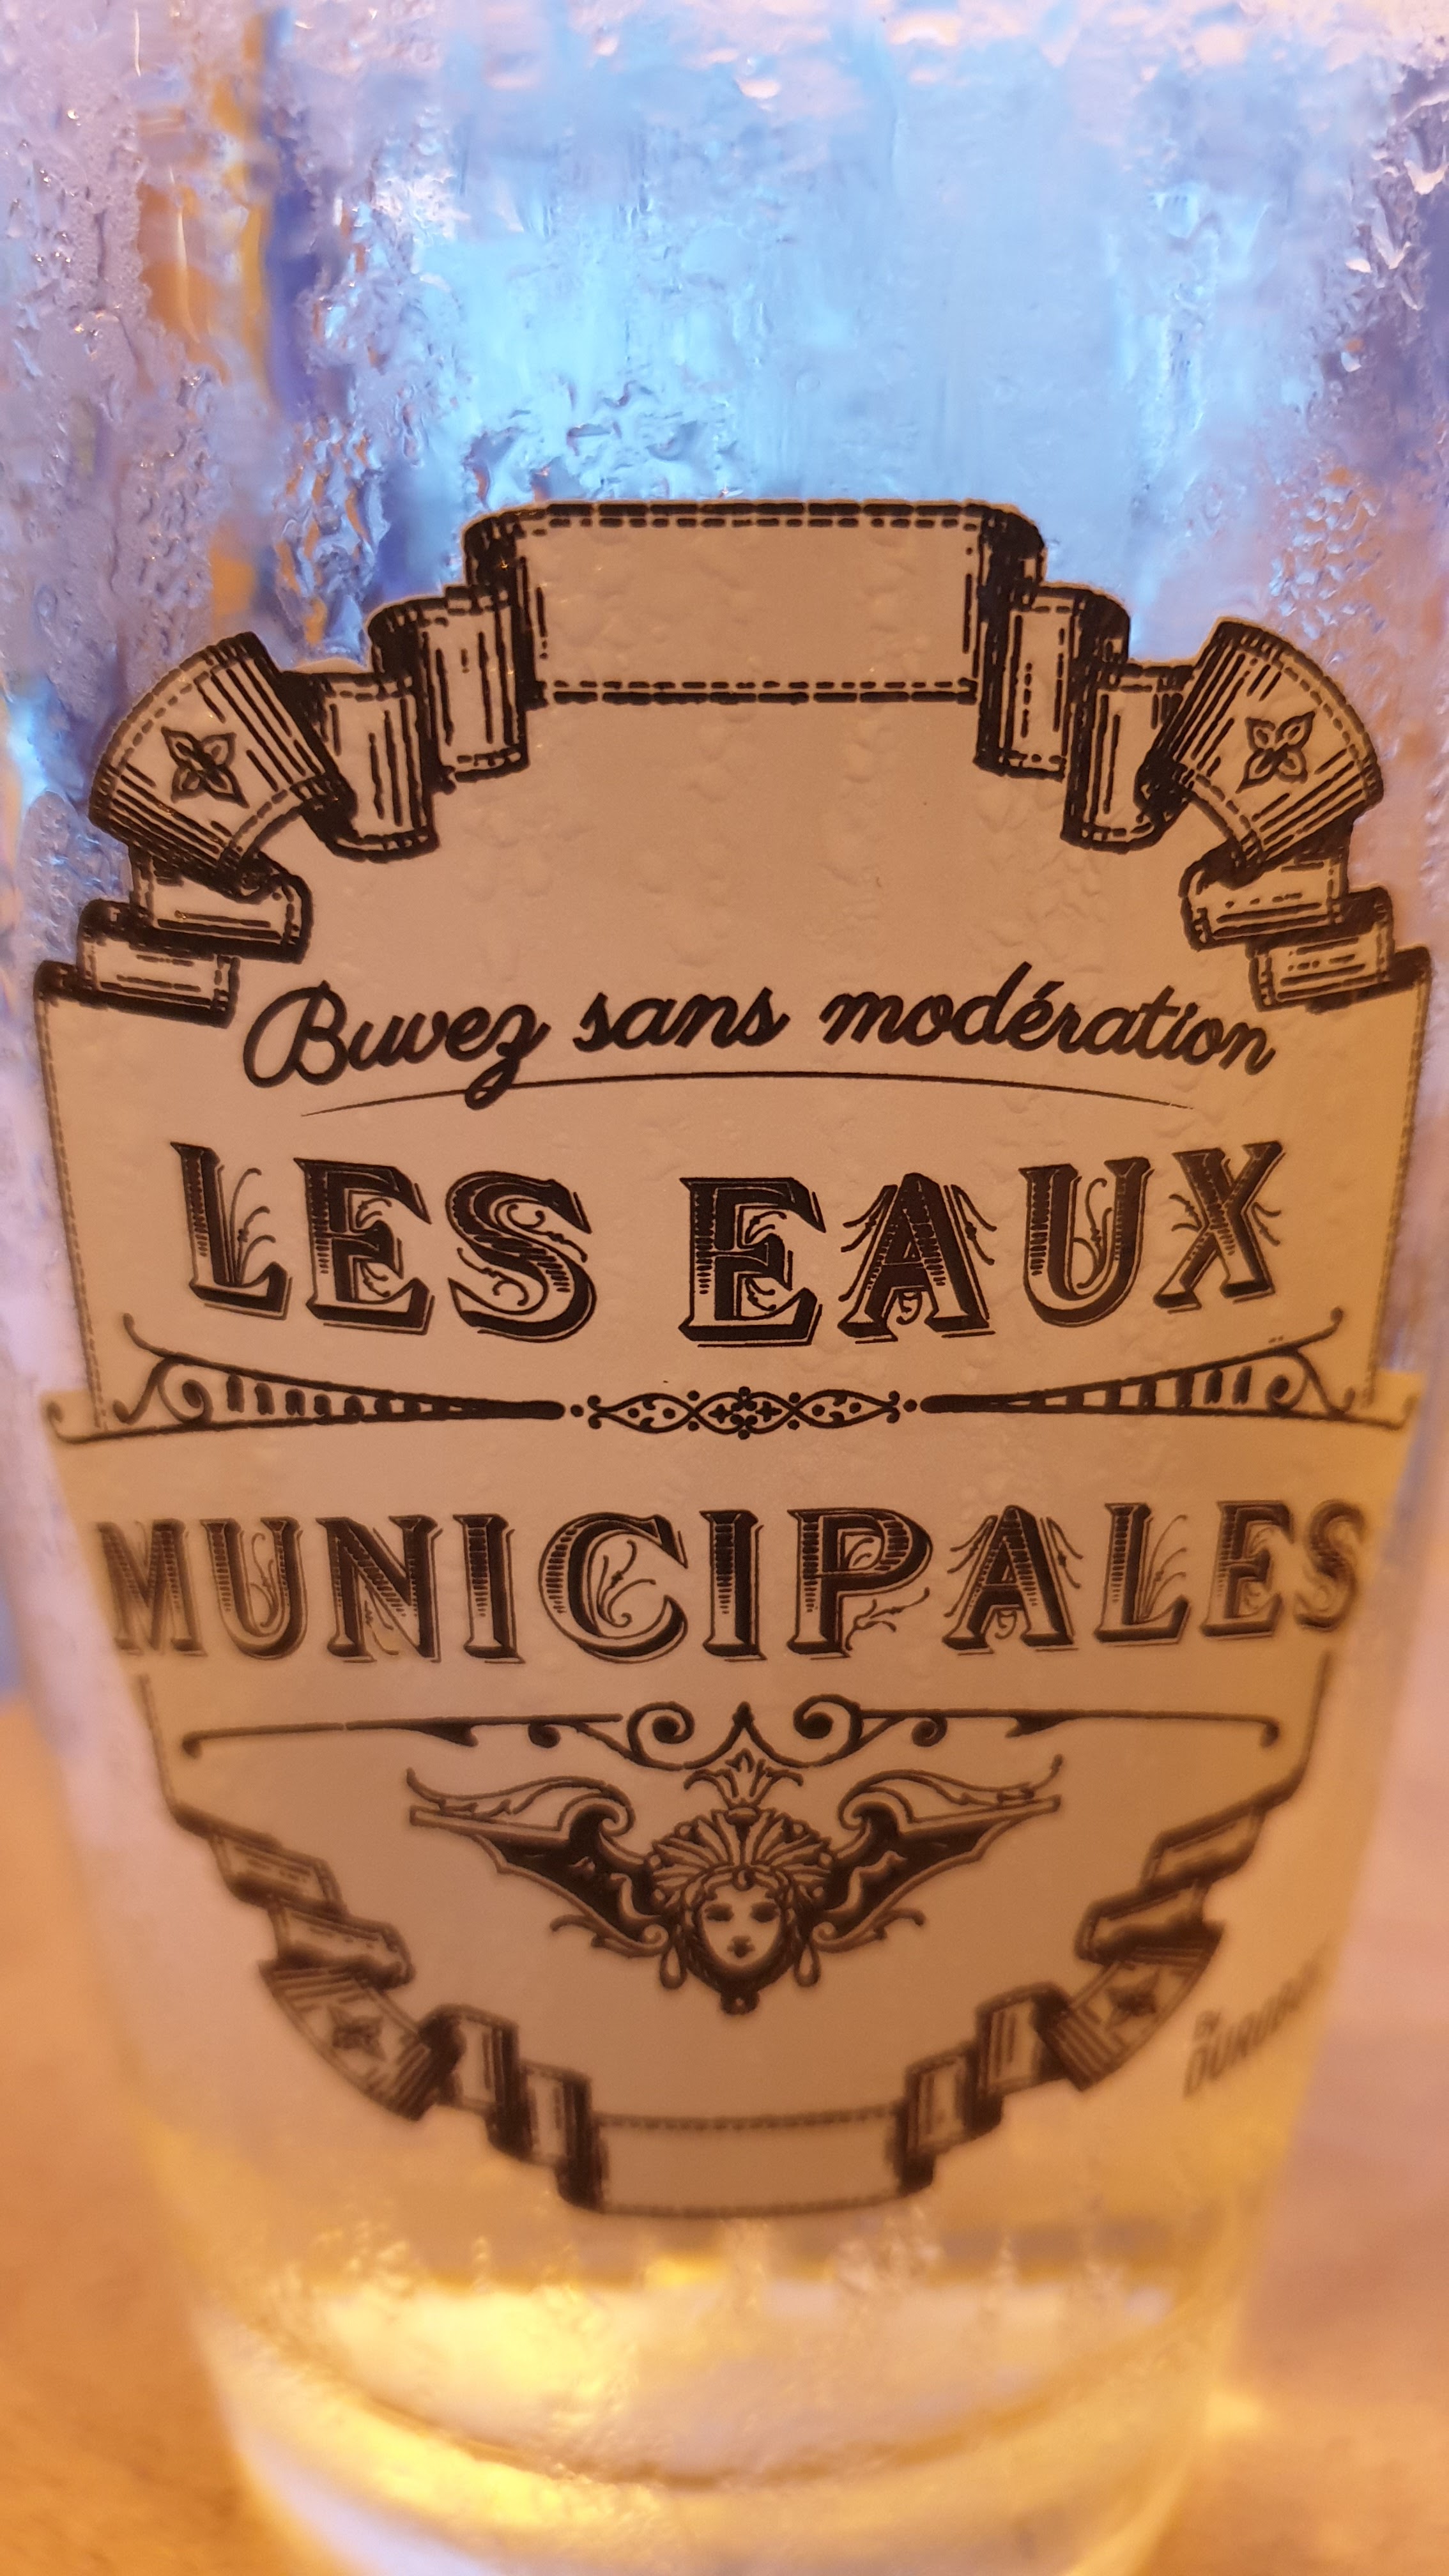 Buvez sans modération
LES EAUX
MUNICIPALES